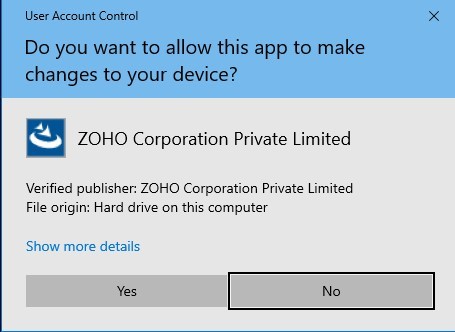 User Account Control
Do you want to allow this app to make
changes to your device?
ZOHO Corporation Private Limited
Verified publisher: ZOHO Corporation Private Limited
File origin: Hard drive on this computer
Show more details
Yes
No